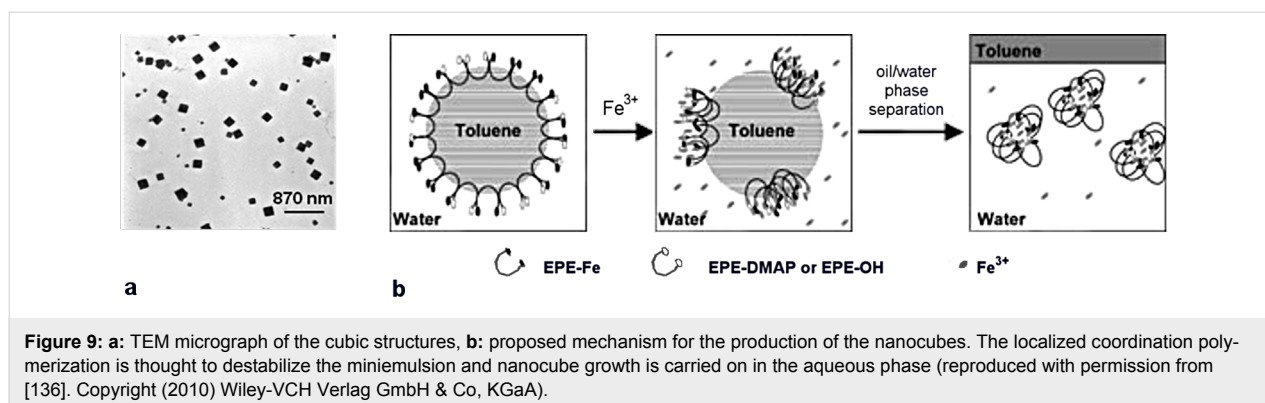 870 nm
a
b
Toluene
Water
Fe3+
Toluene
Water
oil/water
phase
separation
Toluene
Water
EPE-Fe
EPE-DMAP or EPE-OH
Fe3+
Figure 9: a: TEM micrograph of the cubic structures, b: proposed mechanism for the production of the nanocubes. The localized coordination poly-
merization is thought to destabilize the miniemulsion and nanocube growth is carried on in the aqueous phase (reproduced with permission from
[136]. Copyright (2010) Wiley-VCH Verlag GmbH & Co, KGaA).